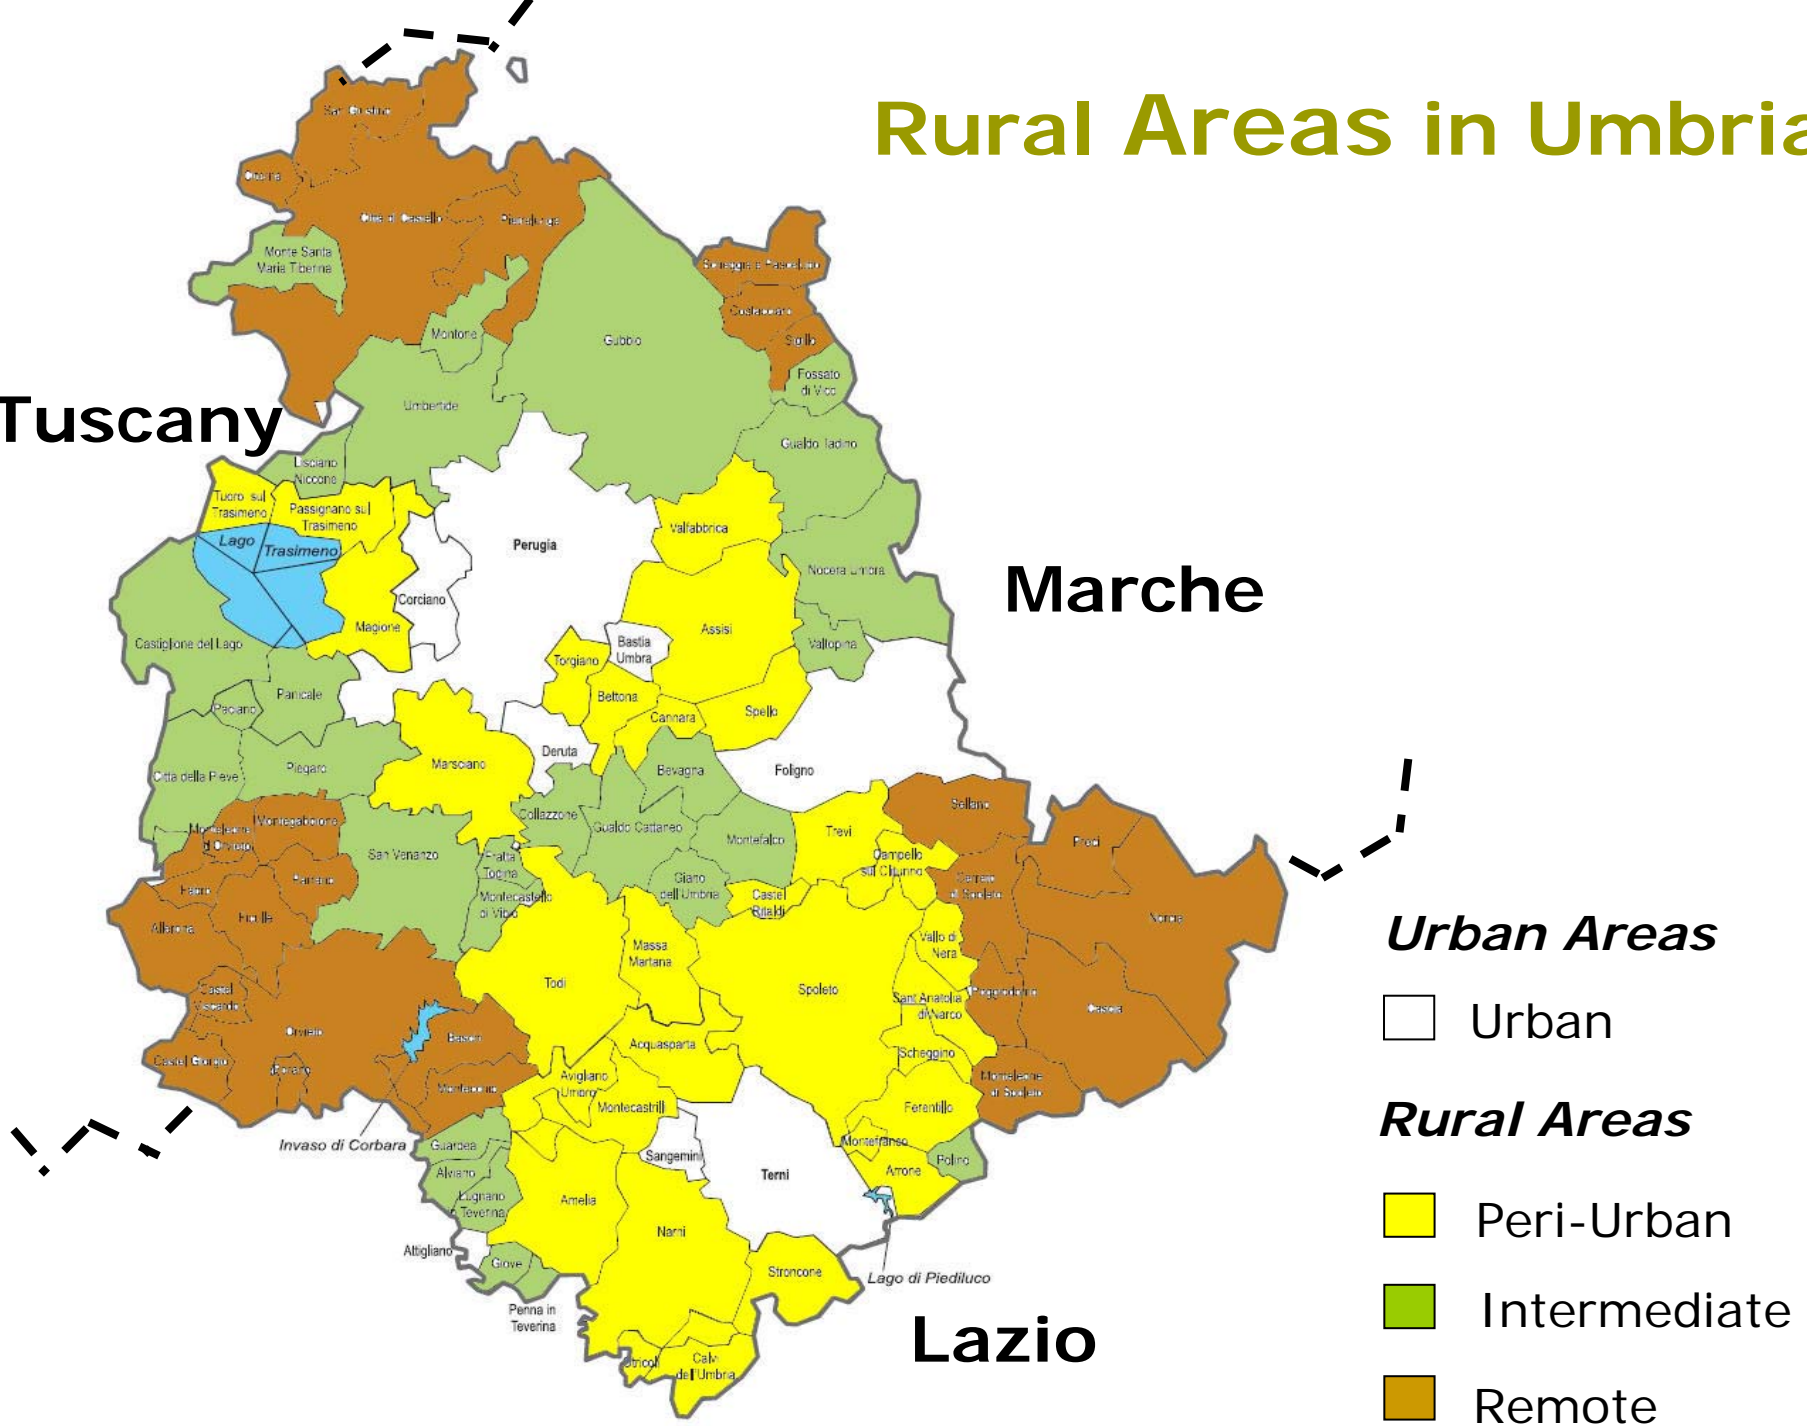 Rural Areas in Umbria
San Giustino
Citerna
Città di Castello
Pietralunga
Monte Santa
Maria Tiberina
Scheggia e Pascelupo
Costacciaro
Montone
Gubbio
Sigillo
Fossato
di Vico
Umbertide
Tuscany
Gualdo Tadino
Lisciano
Niccone
Tuoro sul
Trasimeno
Passignano sul
Trasimeno
Valfabbrica
Lago
Trasimeno
Perugia
Nocera Umbra
Marche
Corciano
Magione
Assisi
Castiglione del Lago
Bastia
Umbra
Valtopina
Torgiano
Panicale
Bettona
Paciano
Cannara
Spello
Deruta
Marsciano
Piegaro
Bevagna
Foligno
Città della Pieve
Sellano
Monteleone
d'Orvieto
Montegabbione
Collazzone
Gualdo Cattaneo
Montefalco
Trevi
Preci
San Venanzo
Fratta
Todina
Campello
sul Clitunno
Parrano
Fabro
Giano
dell'Umbria
Cerreto
di Spoleto
Montecastello
di Vibio
Castel
Ritaldi
Ficulle
Allerona
Norcia
Urban Areas
Massa
Martana
Vallo di
Nera
Todi
Spoleto
Castel
Viscardo
Sant'Anatolia
di Narco
Poggiodomo
Cascia
Urban
Orvieto
Baschi
Acquasparta
Scheggino
Castel Giorgio
Porano
Avigliano
Umbro
Monteleone
di Spoleto
Montecchio
Montecastrilli
Ferentillo
Rural Areas
Invaso di Corbara
Guardea
Montefranco
Sangemini
Polino
Alviano
Terni
Arrone
Lugnano
in Teverina
Amelia
Narni
Peri-Urban
Attigliano
Giove
Stroncone
Lago di Piediluco
Penna in
Teverina
Intermediate
Lazio
Otricoli
Calvi
dell'Umbria
Remote